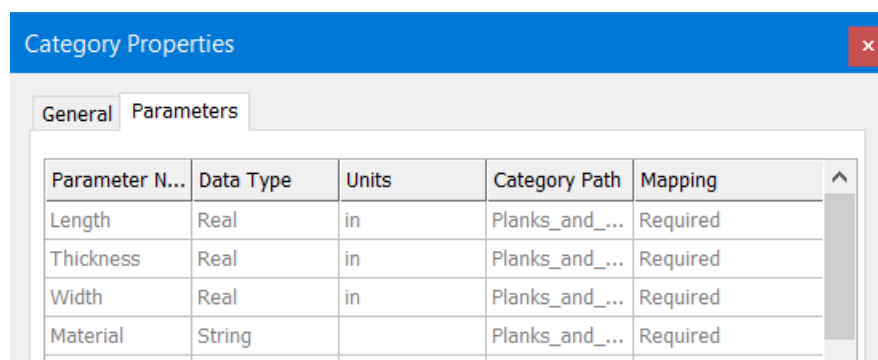 Category Properties
General Parameters
Parameter N... Data Type Units Category Path Mapping
Length Real in Planks_and_... Required
Thickness Real in Planks_and_... Required
Width Real in Planks_and_... Required
Material String Planks_and_... Required